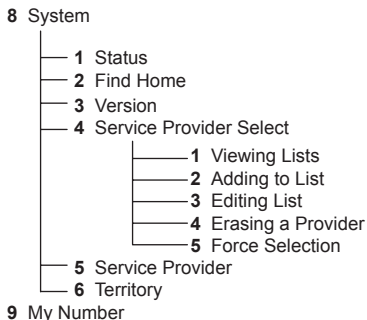 8 System
1 Status
2 Find Home
3 Version
4 Service Provider Select
1 Viewing Lists
2 Adding to List
3 Editing List
4 Erasing a Provider
5 Force Selection
5 Service Provider
6 Territory
9 My Number